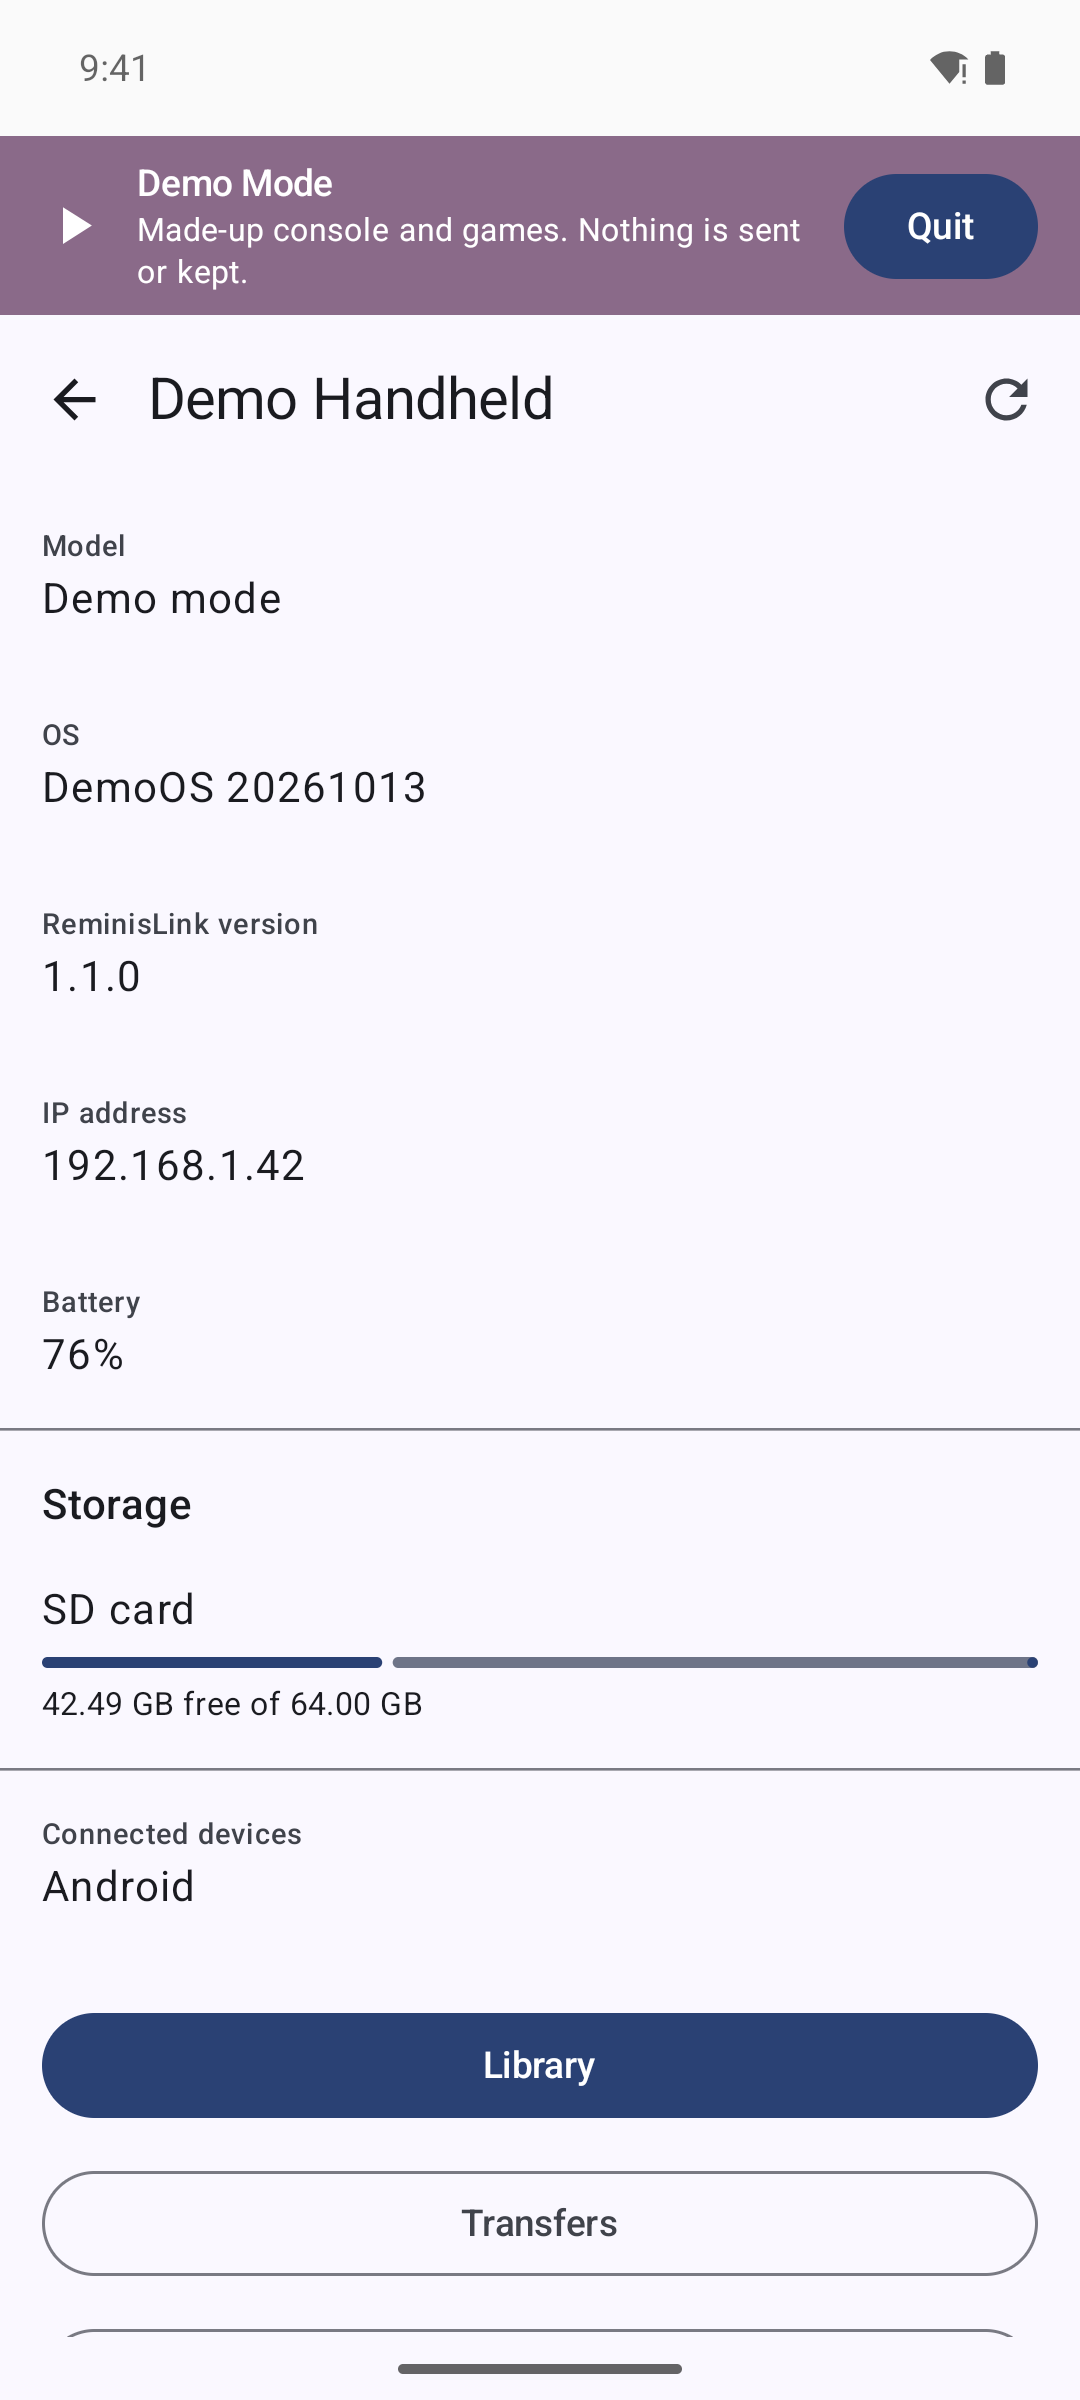 9:41
Demo Mode
Made-up console and games. Nothing is sent
or kept.
Quit
Demo Handheld
Model
Demo mode
OS
DemoOS 20261013
ReminisLink version
1.1.0
IP address
192.168.1.42
Battery
76%
Storage
SD card
42.49 GB free of 64.00 GB
Connected devices
Android
Library
Transfers